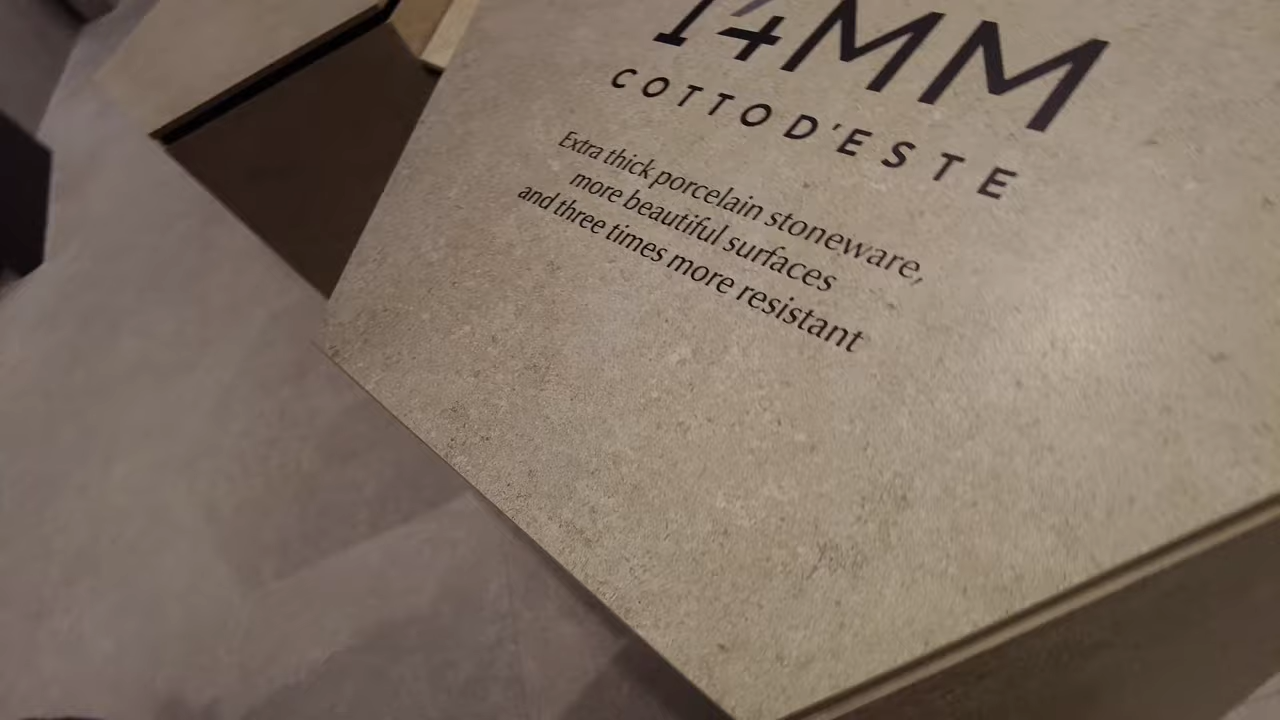 14MM
COTTO D'ESTE
Extra thick porcelain stoneware,
more beautiful surfaces
and three times more resistant